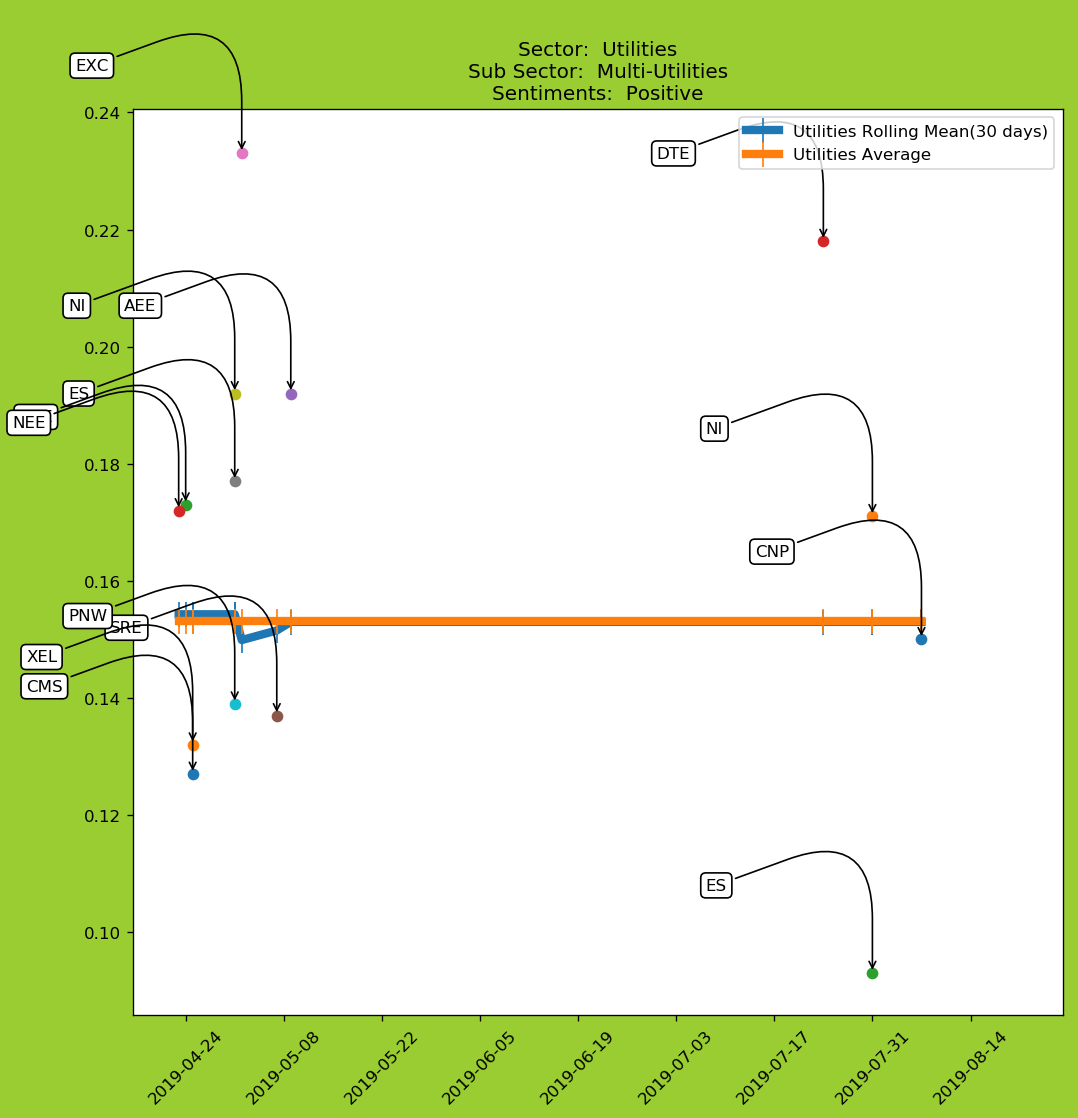 EXC
Sector:  Utilities
Sub Sector:  Multi-Utilities
Sentiments:  Positive
0.24
DTE
Utilities Rolling Mean(30 days)
Utilities Average
0.22
NI
AEE
0.20
ES
NEE
NI
0.18
CNP
0.16
PNW
SRE
XEL
CMS
0.14
0.12
ES
0.10
2019-04-24
2019-05-08
2019-05-22
2019-06-05
2019-06-19
2019-07-03
2019-07-17
2019-07-31
2019-08-14